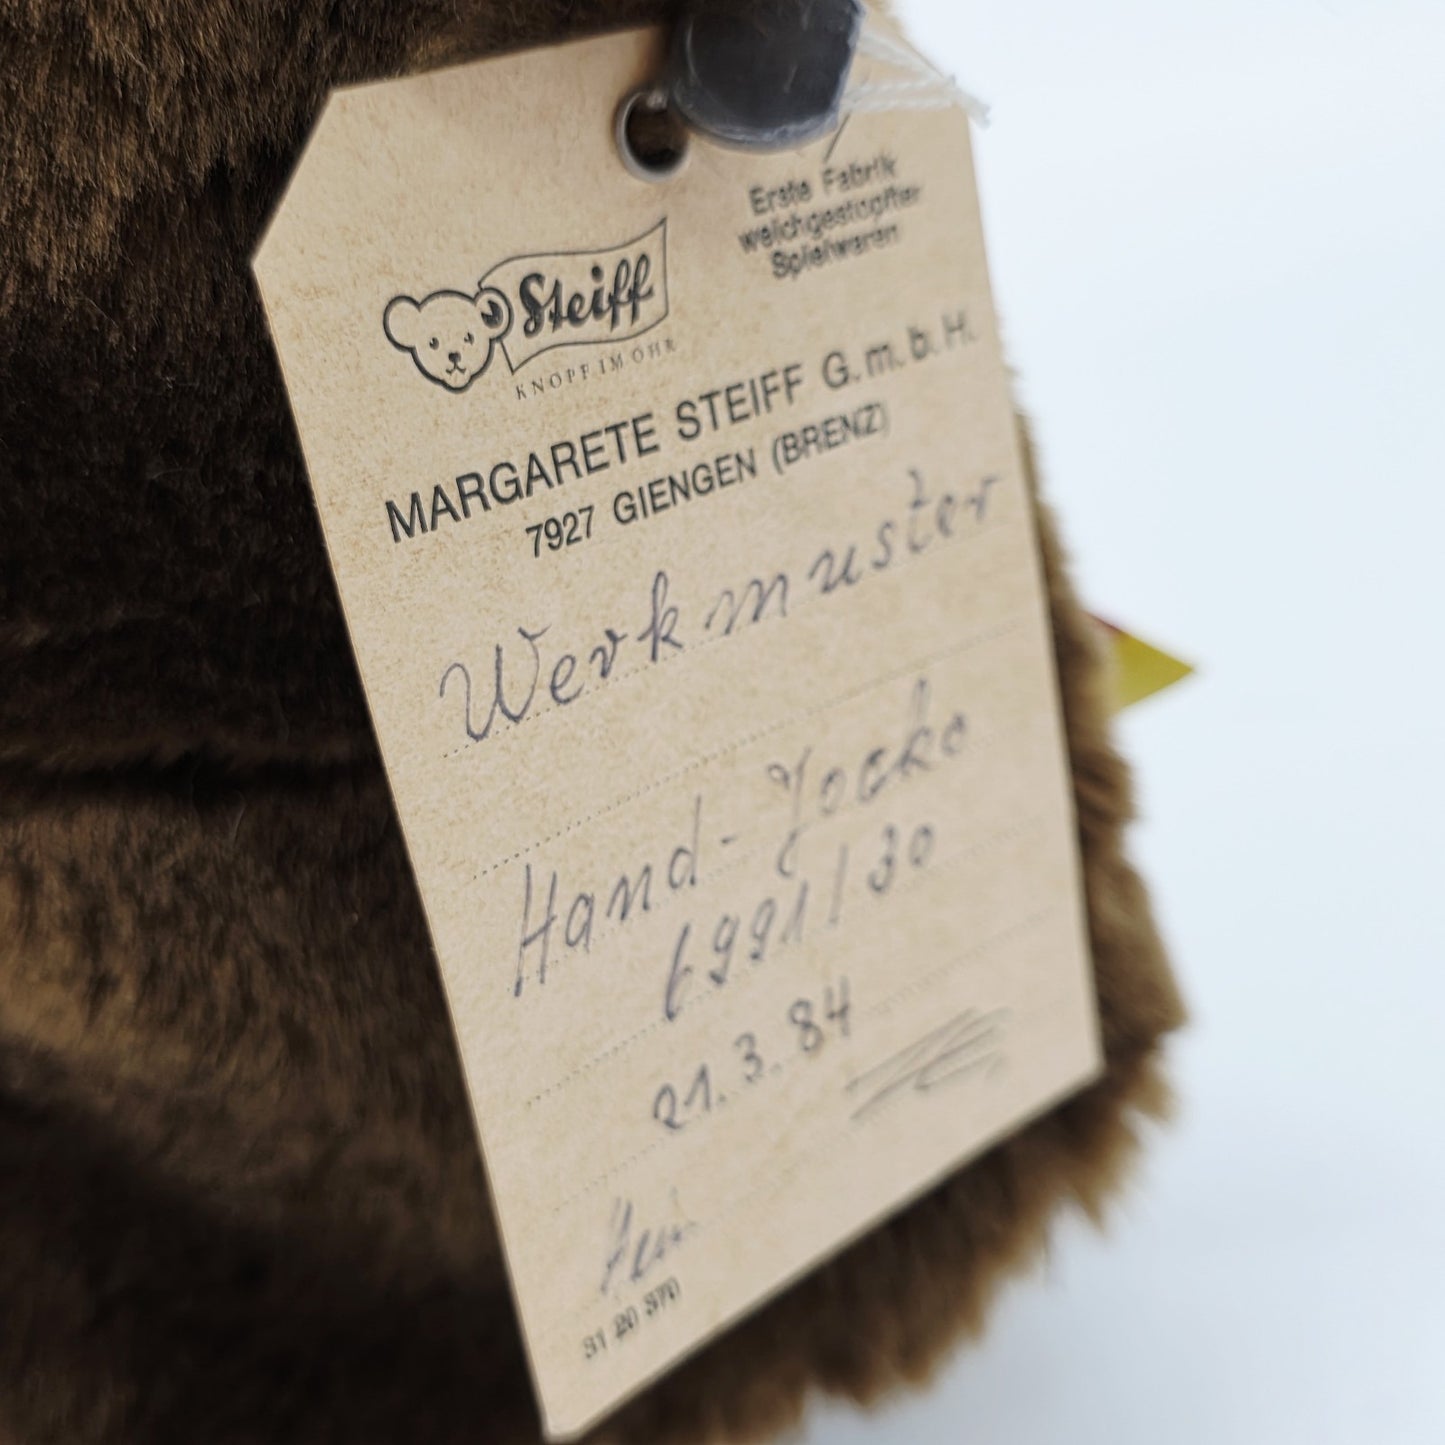 Erste Fabrik
weichgestopfter
Spielwaren
Steiff
KNOPF IM OHR
MARGARETE STEIFF G.m.b.H.
7927 GIENGEN (BRENZ)
Werkmuster
Hand-Jocko
6991/30
21.3.84
31 20 370